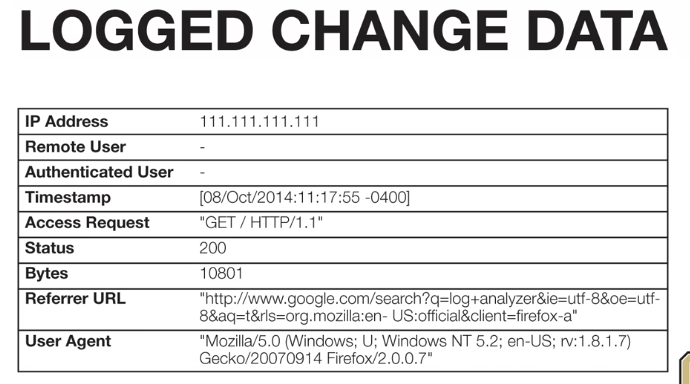 LOGGED CHANGE DATA
IP Address 111.111.111.111
Remote User -
Authenticated User -
Timestamp [08/Oct/2014:11:17:55 -0400]
Access Request "GET / HTTP/1.1"
Status 200
Bytes 10801
Referrer URL "http://www.google.com/search?q=log+analyzer&ie=utf-8&oe=utf-
8&aq=t&rls=org.mozilla:en- US:official&client=firefox-a"
User Agent "Mozilla/5.0 (Windows; U; Windows NT 5.2; en-US; rv:1.8.1.7)
Gecko/20070914 Firefox/2.0.0.7"